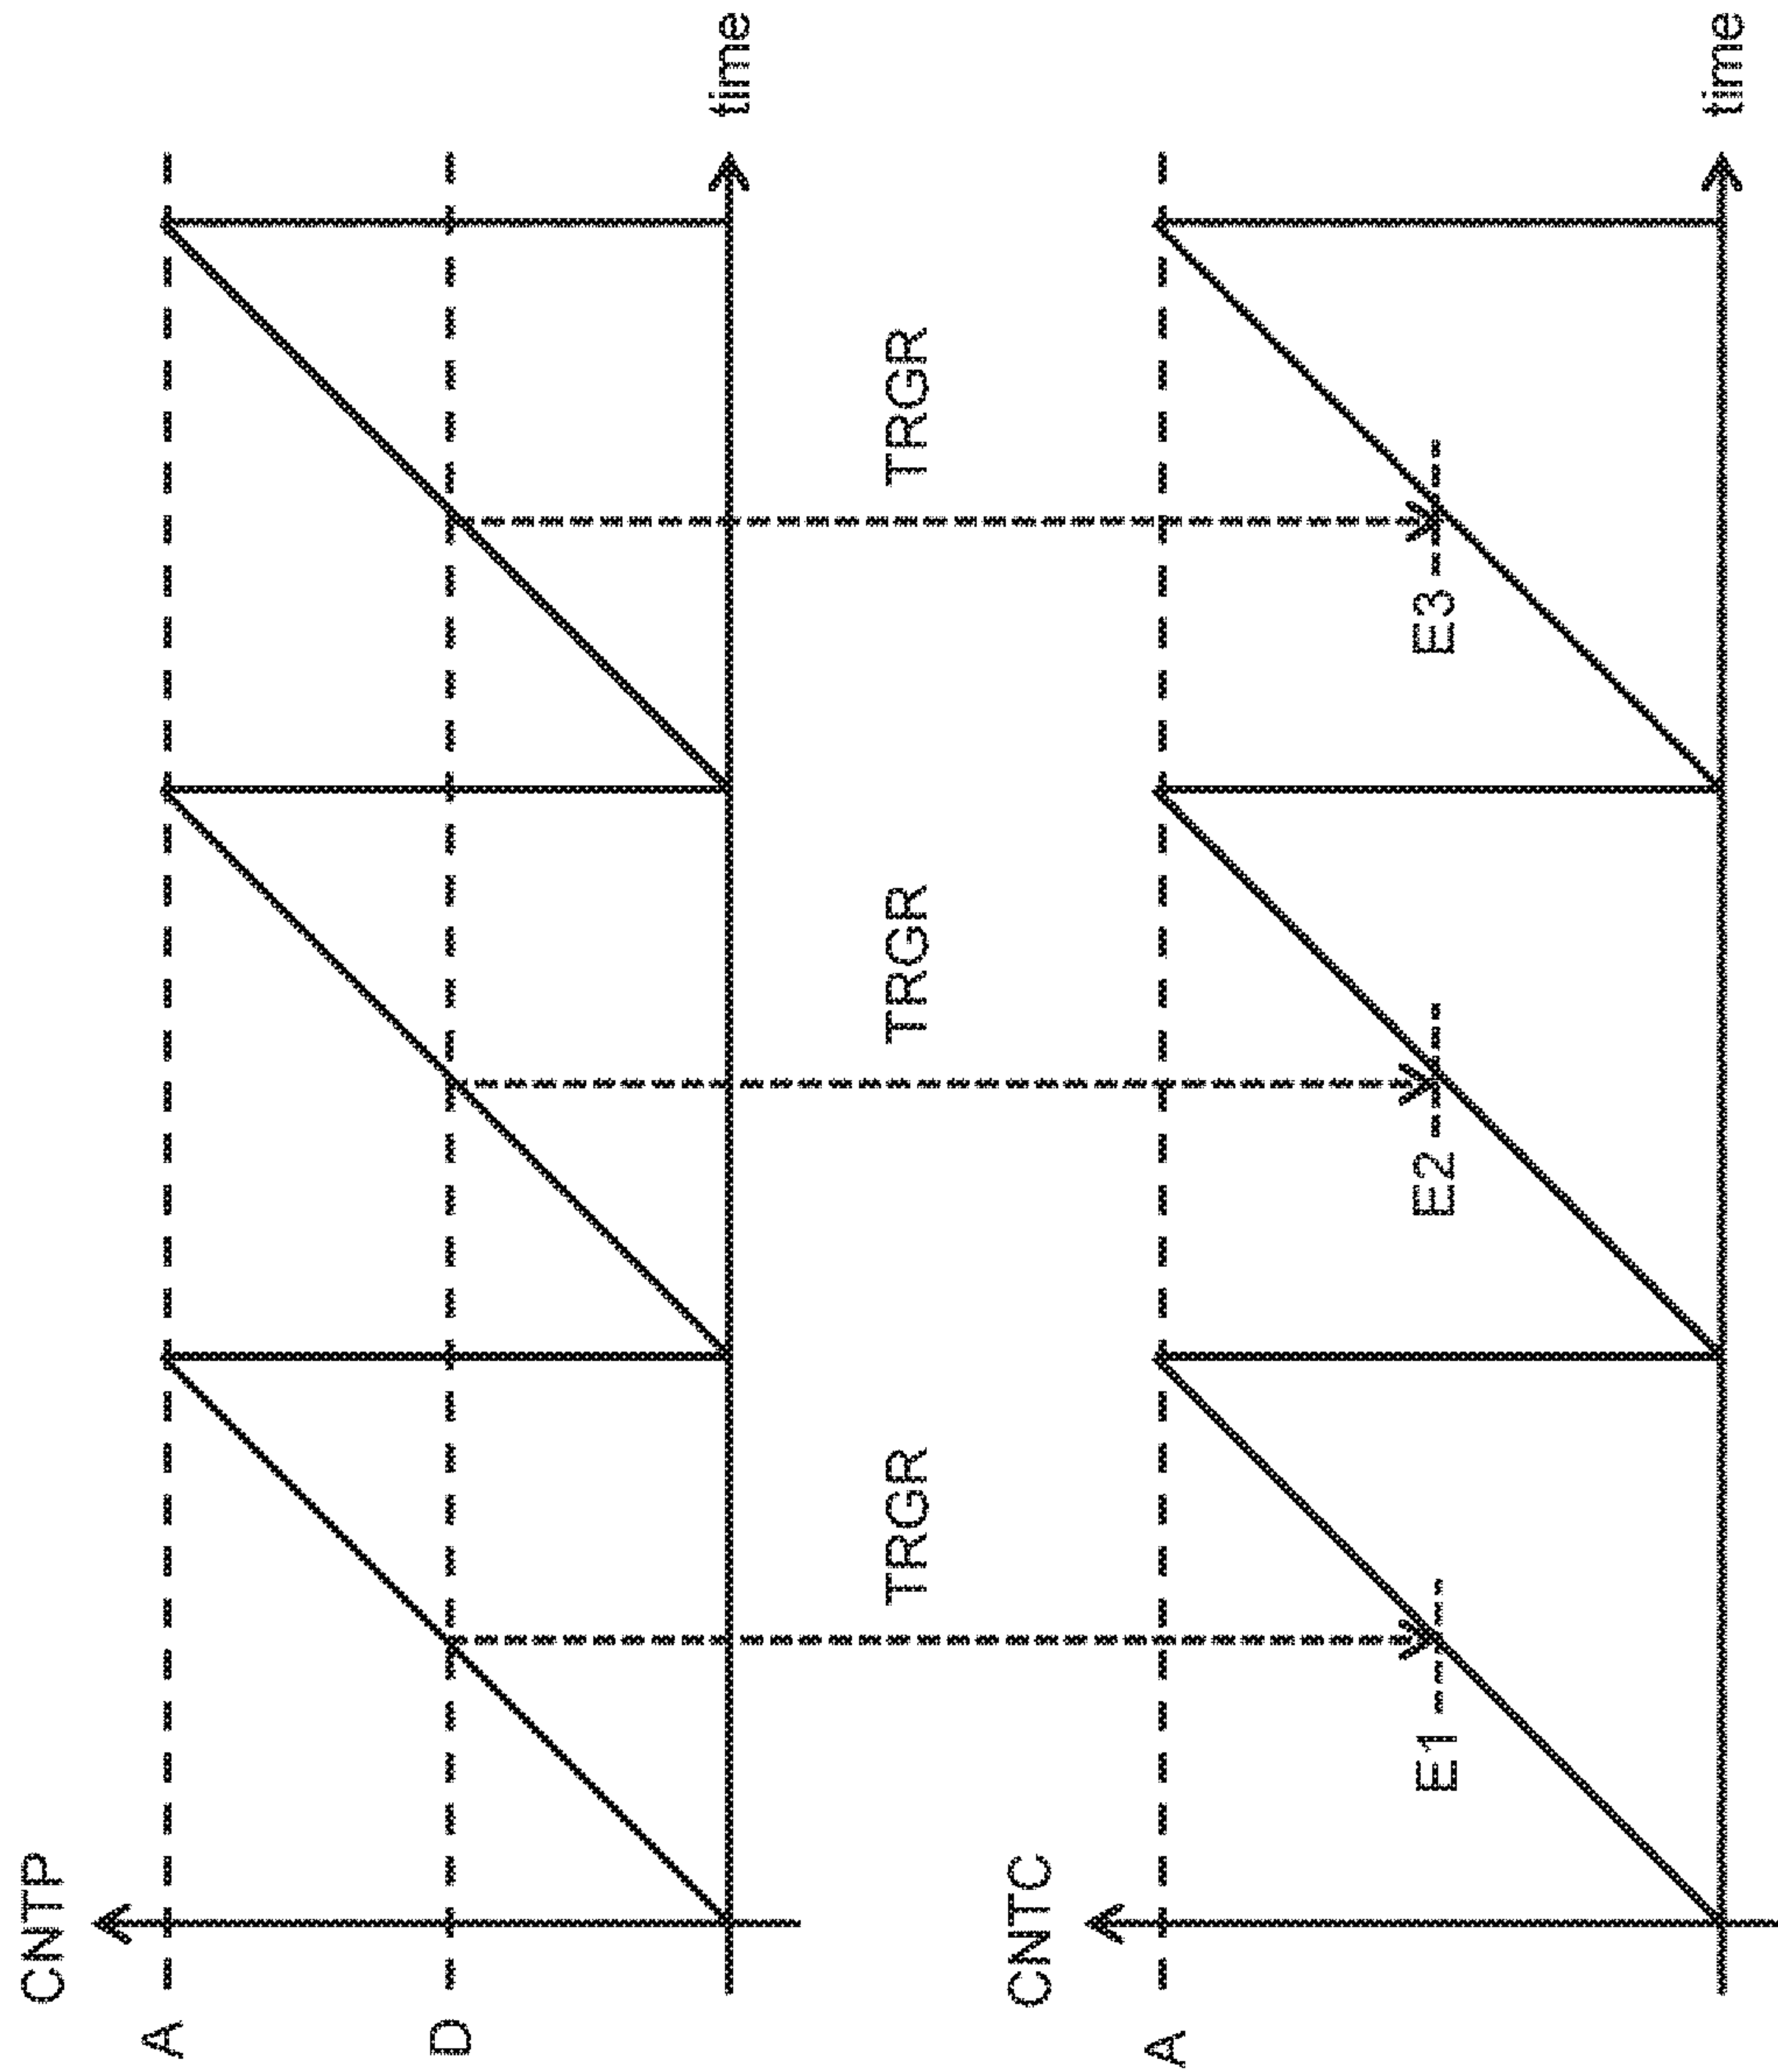 CNTP
A
D
time
TRGR TRGR TRGR
CNTC
A
E1 E2 E3
time